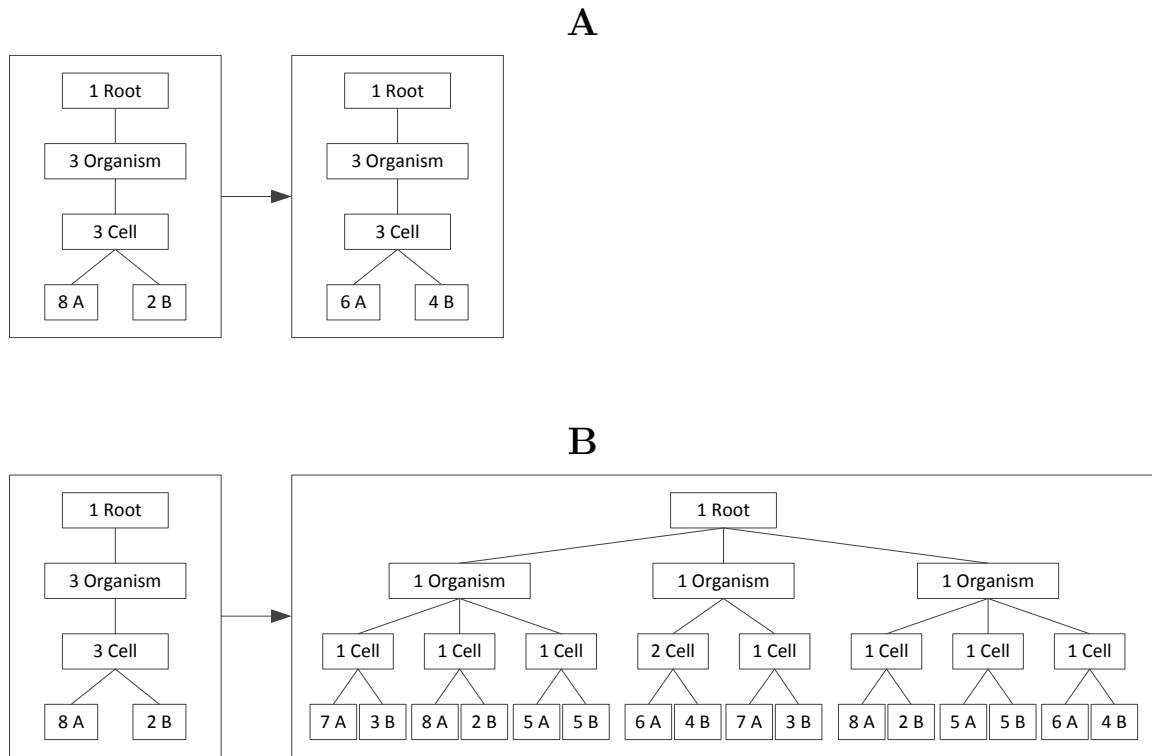 A
1 Root 1 Root
3 Organism 3 Organism
3 Cell 3 Cell
8 A 2 B 6 A 4 B
B
1 Root 1 Root
3 Organism 1 Organism 1 Organism 1 Organism
3 Cell 1 Cell 1 Cell 1 Cell 2 Cell 1 Cell 1 Cell 1 Cell 1 Cell
8 A 2 B 7 A 3 B 8 A 2 B 5 A 5 B 6 A 4 B 7 A 3 B 8 A 2 B 5 A 5 B 6 A 4 B